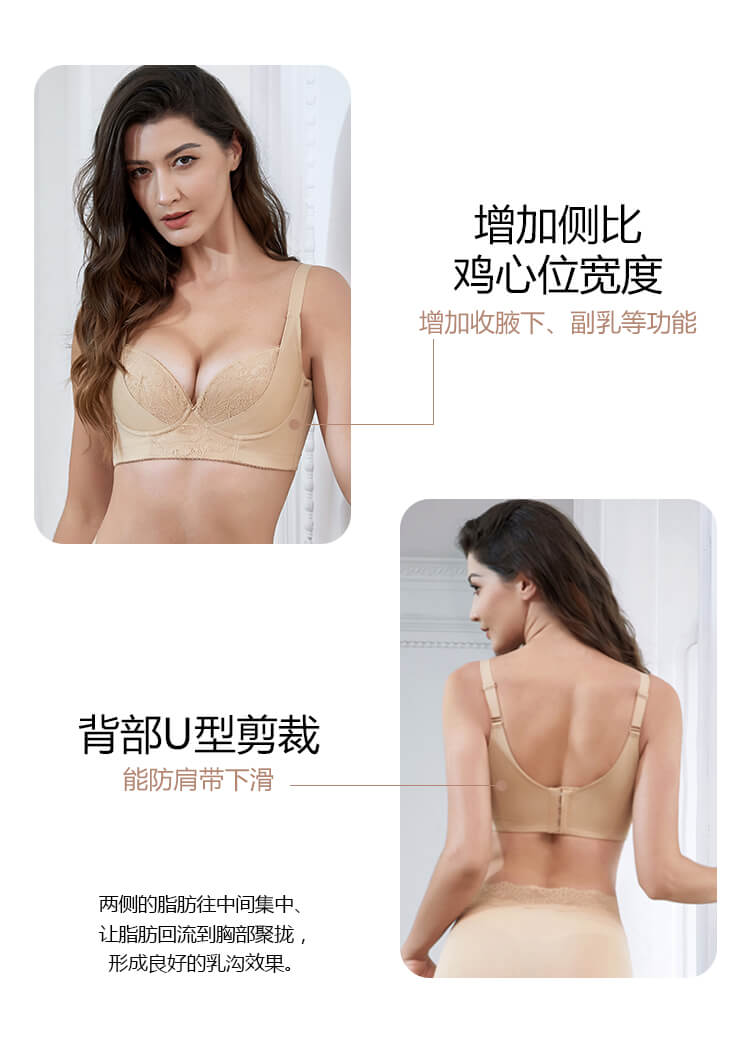 增加侧比
鸡心位宽度
增加收腋下、副乳等功能
背部U型剪裁
能防肩带下滑
两侧的脂肪往中间集中、
让脂肪回流到胸部聚拢，
形成良好的乳沟效果。